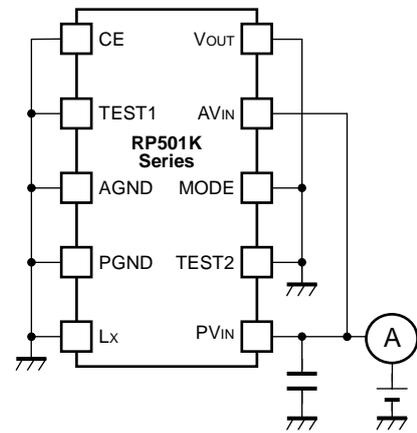 CE
VOUT
TEST1
AVIN
RP501K
Series
AGND
MODE
PGND
TEST2
LX
PVIN
A